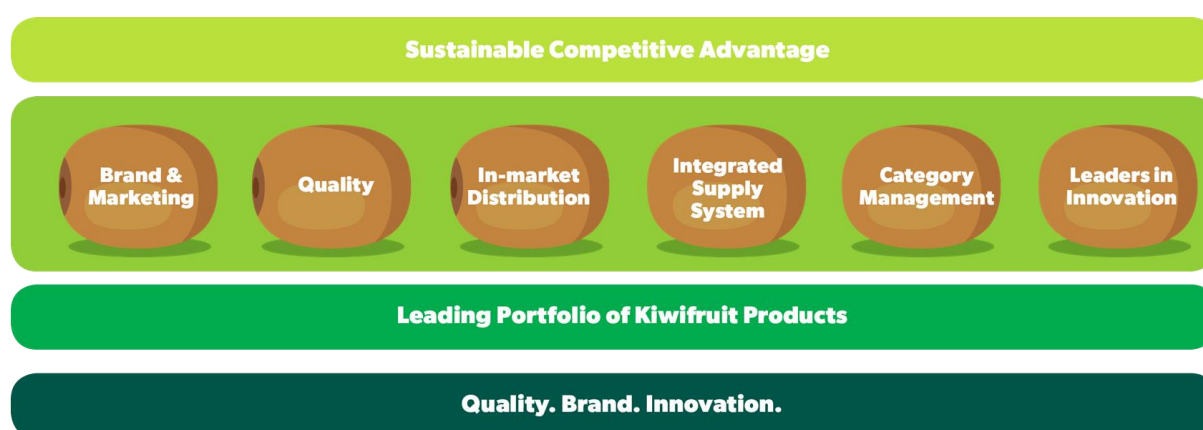 Sustainable Competitive Advantage
Brand &
Marketing
Quality
In-market
Distribution
Integrated
Supply
System
Category
Management
Leaders in
Innovation
Leading Portfolio of Kiwifruit Products
Quality. Brand. Innovation.